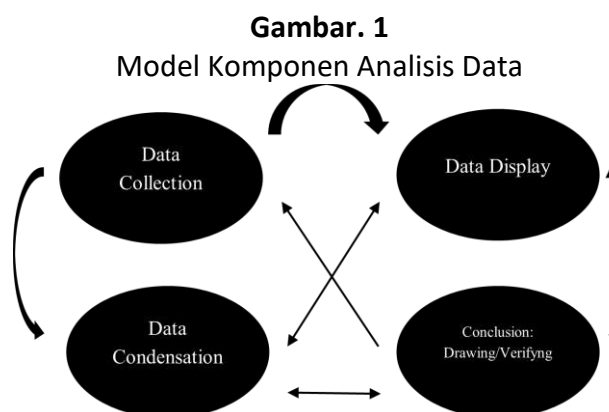 Gambar. 1
Model Komponen Analisis Data
Data
Collection
Data Display
Data
Condensation
Conclusion:
Drawing/Verifyng